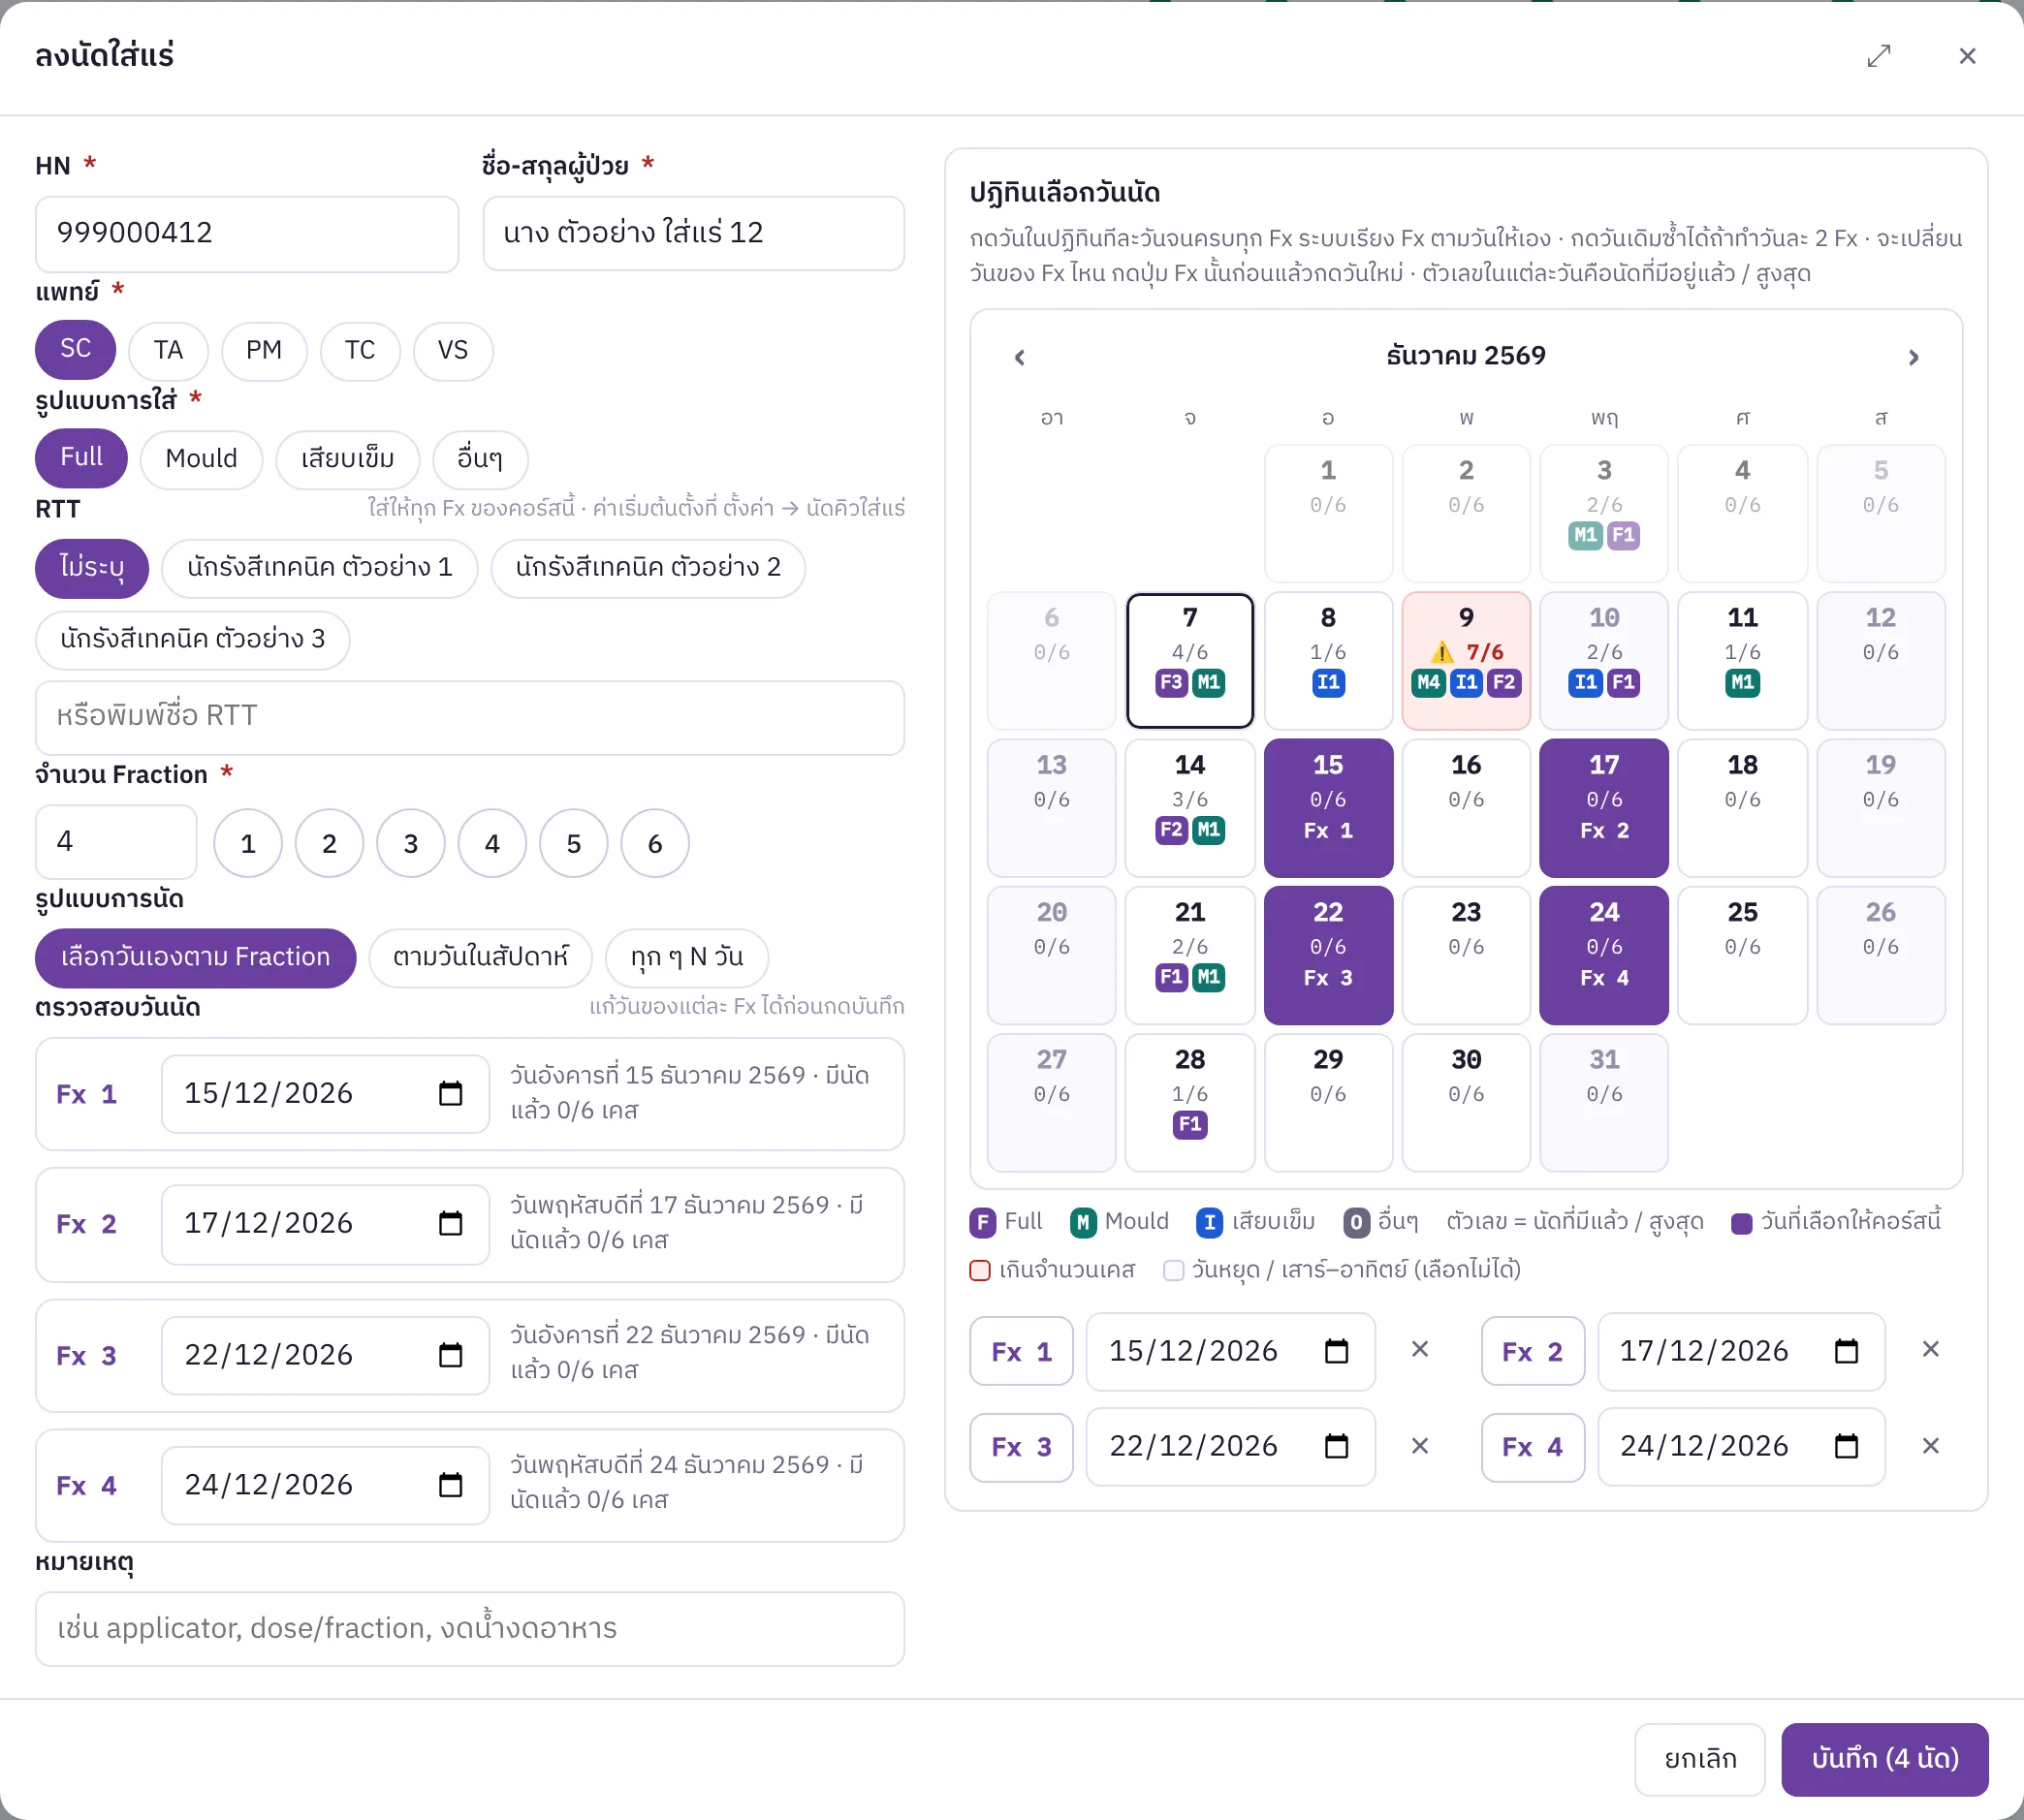 ลงนัดใส่แร่
HN *
ชื่อ-สกุลผู้ป่วย *
999000412
นาง ตัวอย่าง ใส่แร่ 12
แพทย์ *
SC TA PM TC VS
รูปแบบการใส่ *
Full Mould เสียบเข็ม อื่นๆ
RTT ใส่ให้ทุก Fx ของคอร์สนี้ · ค่าเริ่มต้นตั้งที่ ตั้งค่า → นัดคิวใส่แร่
ไม่ระบุ นักรังสีเทคนิค ตัวอย่าง 1 นักรังสีเทคนิค ตัวอย่าง 2
นักรังสีเทคนิค ตัวอย่าง 3
หรือพิมพ์ชื่อ RTT
จำนวน Fraction *
4 1 2 3 4 5 6
รูปแบบการนัด
เลือกวันเองตาม Fraction ตามวันในสัปดาห์ ทุก ๆ N วัน
ตรวจสอบวันนัด แก้วันของแต่ละ Fx ได้ก่อนกดบันทึก
Fx 1 15/12/2026 วันอังคารที่ 15 ธันวาคม 2569 · มีนัด
แล้ว 0/6 เคส
Fx 2 17/12/2026 วันพฤหัสบดีที่ 17 ธันวาคม 2569 · มี
นัดแล้ว 0/6 เคส
Fx 3 22/12/2026 วันอังคารที่ 22 ธันวาคม 2569 · มีนัด
แล้ว 0/6 เคส
Fx 4 24/12/2026 วันพฤหัสบดีที่ 24 ธันวาคม 2569 · มี
นัดแล้ว 0/6 เคส
หมายเหตุ
เช่น applicator, dose/fraction, งดน้ำงดอาหาร
ปฏิทินเลือกวันนัด
กดวันในปฏิทินทีละวันจนครบทุก Fx ระบบเรียง Fx ตามวันให้เอง · กดวันเดิมซ้ำได้ถ้าทำวันละ 2 Fx · จะเปลี่ยน
วันของ Fx ไหน กดปุ่ม Fx นั้นก่อนแล้วกดวันใหม่ · ตัวเลขในแต่ละวันคือนัดที่มีอยู่แล้ว / สูงสุด
‹ ธันวาคม 2569 ›
อา จ อ พ พฤ ศ ส
1 2 3 4 5
0/6 0/6 2/6 0/6 0/6
M1 F1
6 7 8 9 10 11 12
0/6 4/6 1/6 ⚠️ 7/6 2/6 1/6 0/6
F3 M1 I1 M4 I1 F2 I1 F1 M1
13 14 15 16 17 18 19
0/6 3/6 0/6 0/6 0/6 0/6 0/6
F2 M1 Fx 1 Fx 2
20 21 22 23 24 25 26
0/6 2/6 0/6 0/6 0/6 0/6 0/6
F1 M1 Fx 3 Fx 4
27 28 29 30 31
0/6 1/6 0/6 0/6 0/6
F1
F Full M Mould I เสียบเข็ม O อื่นๆ ตัวเลข = นัดที่มีแล้ว / สูงสุด วันที่เลือกให้คอร์สนี้
เกินจำนวนเคส วันหยุด / เสาร์–อาทิตย์ (เลือกไม่ได้)
Fx 1 15/12/2026 × Fx 2 17/12/2026 ×
Fx 3 22/12/2026 × Fx 4 24/12/2026 ×
ยกเลิก บันทึก (4 นัด)